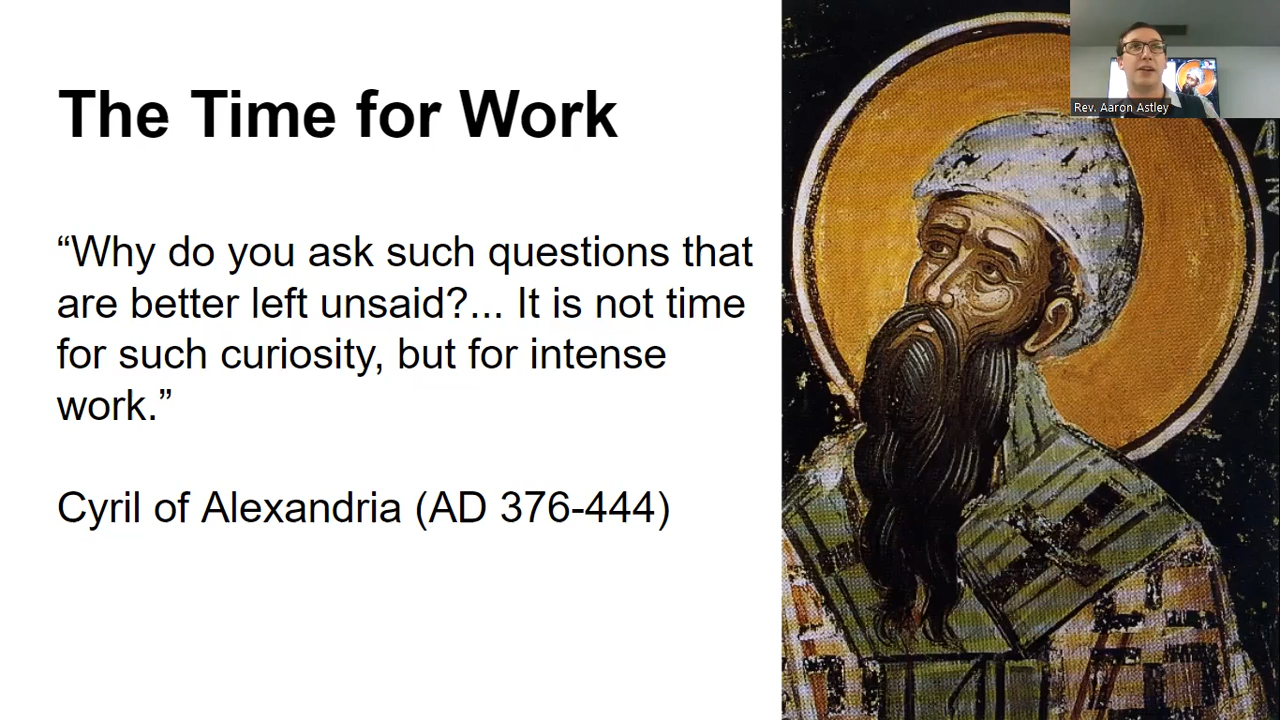 The Time for Work
“Why do you ask such questions that
are better left unsaid?... It is not time
for such curiosity, but for intense
work.”
Cyril of Alexandria (AD 376-444)
Rev. Aaron Astley